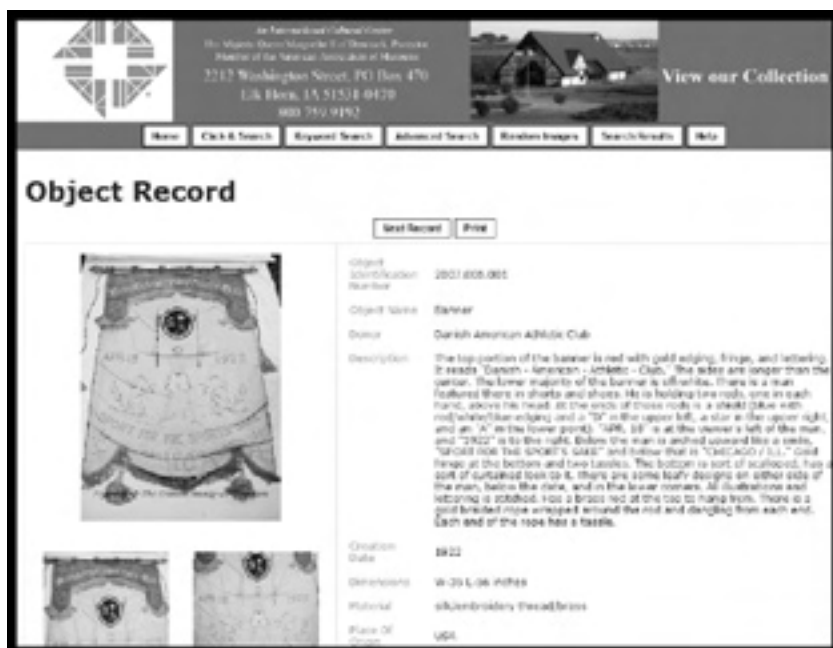 An International Cultural Center
Her Majesty Queen Margrethe II of Denmark, Protector
Member of the American Association of Museums
2212 Washington Street, PO Box 470
Elk Horn, IA 51531-0470
800 759 9192
View our Collection
Home
Click & Search
Keyword Search
Advanced Search
Random Images
Search Results
Help
Object Record
Next Record
Print
Object
Identification
Number
Object Name
Banner
Donor
Danish American Athletic Club
Description
The top portion of the banner is red with gold edging, fringe, and lettering.
It reads "Danish - American - Athletic - Club." The sides are longer than the
center. The lower majority of the banner is off-white. There is a man
featured there in shorts and shoes. He is holding two rods, one in each
hand, above his head. At the ends of those rods is a shield (blue with
red/white/blue edging and a "D" in the upper left, a star in the upper right,
and an "A" in the lower point). "APR. 18" is at the viewer's left of the man,
and "1922" is to the right. Below the man is arched upward like a smile,
"SPORT FOR THE SPORT'S SAKE" and below that is "CHICAGO / ILL." Gold
fringe at the bottom and two tassles. The bottom is sort of scalloped, has a
sort of curtained look to it. There are some leafy designs on either side of
the man, below the date, and in the lower corners. All illustrations and
lettering is stitched. Has a brass rod at the top to hang from. There is a
gold braided rope wrapped around the rod and dangling from each end.
Each end of the rope has a tassle.
Creation
Date
1922
Dimensions
inches
Material
silk/embroidery thread/brass
Place Of
Origin
USA
APR 18
1922